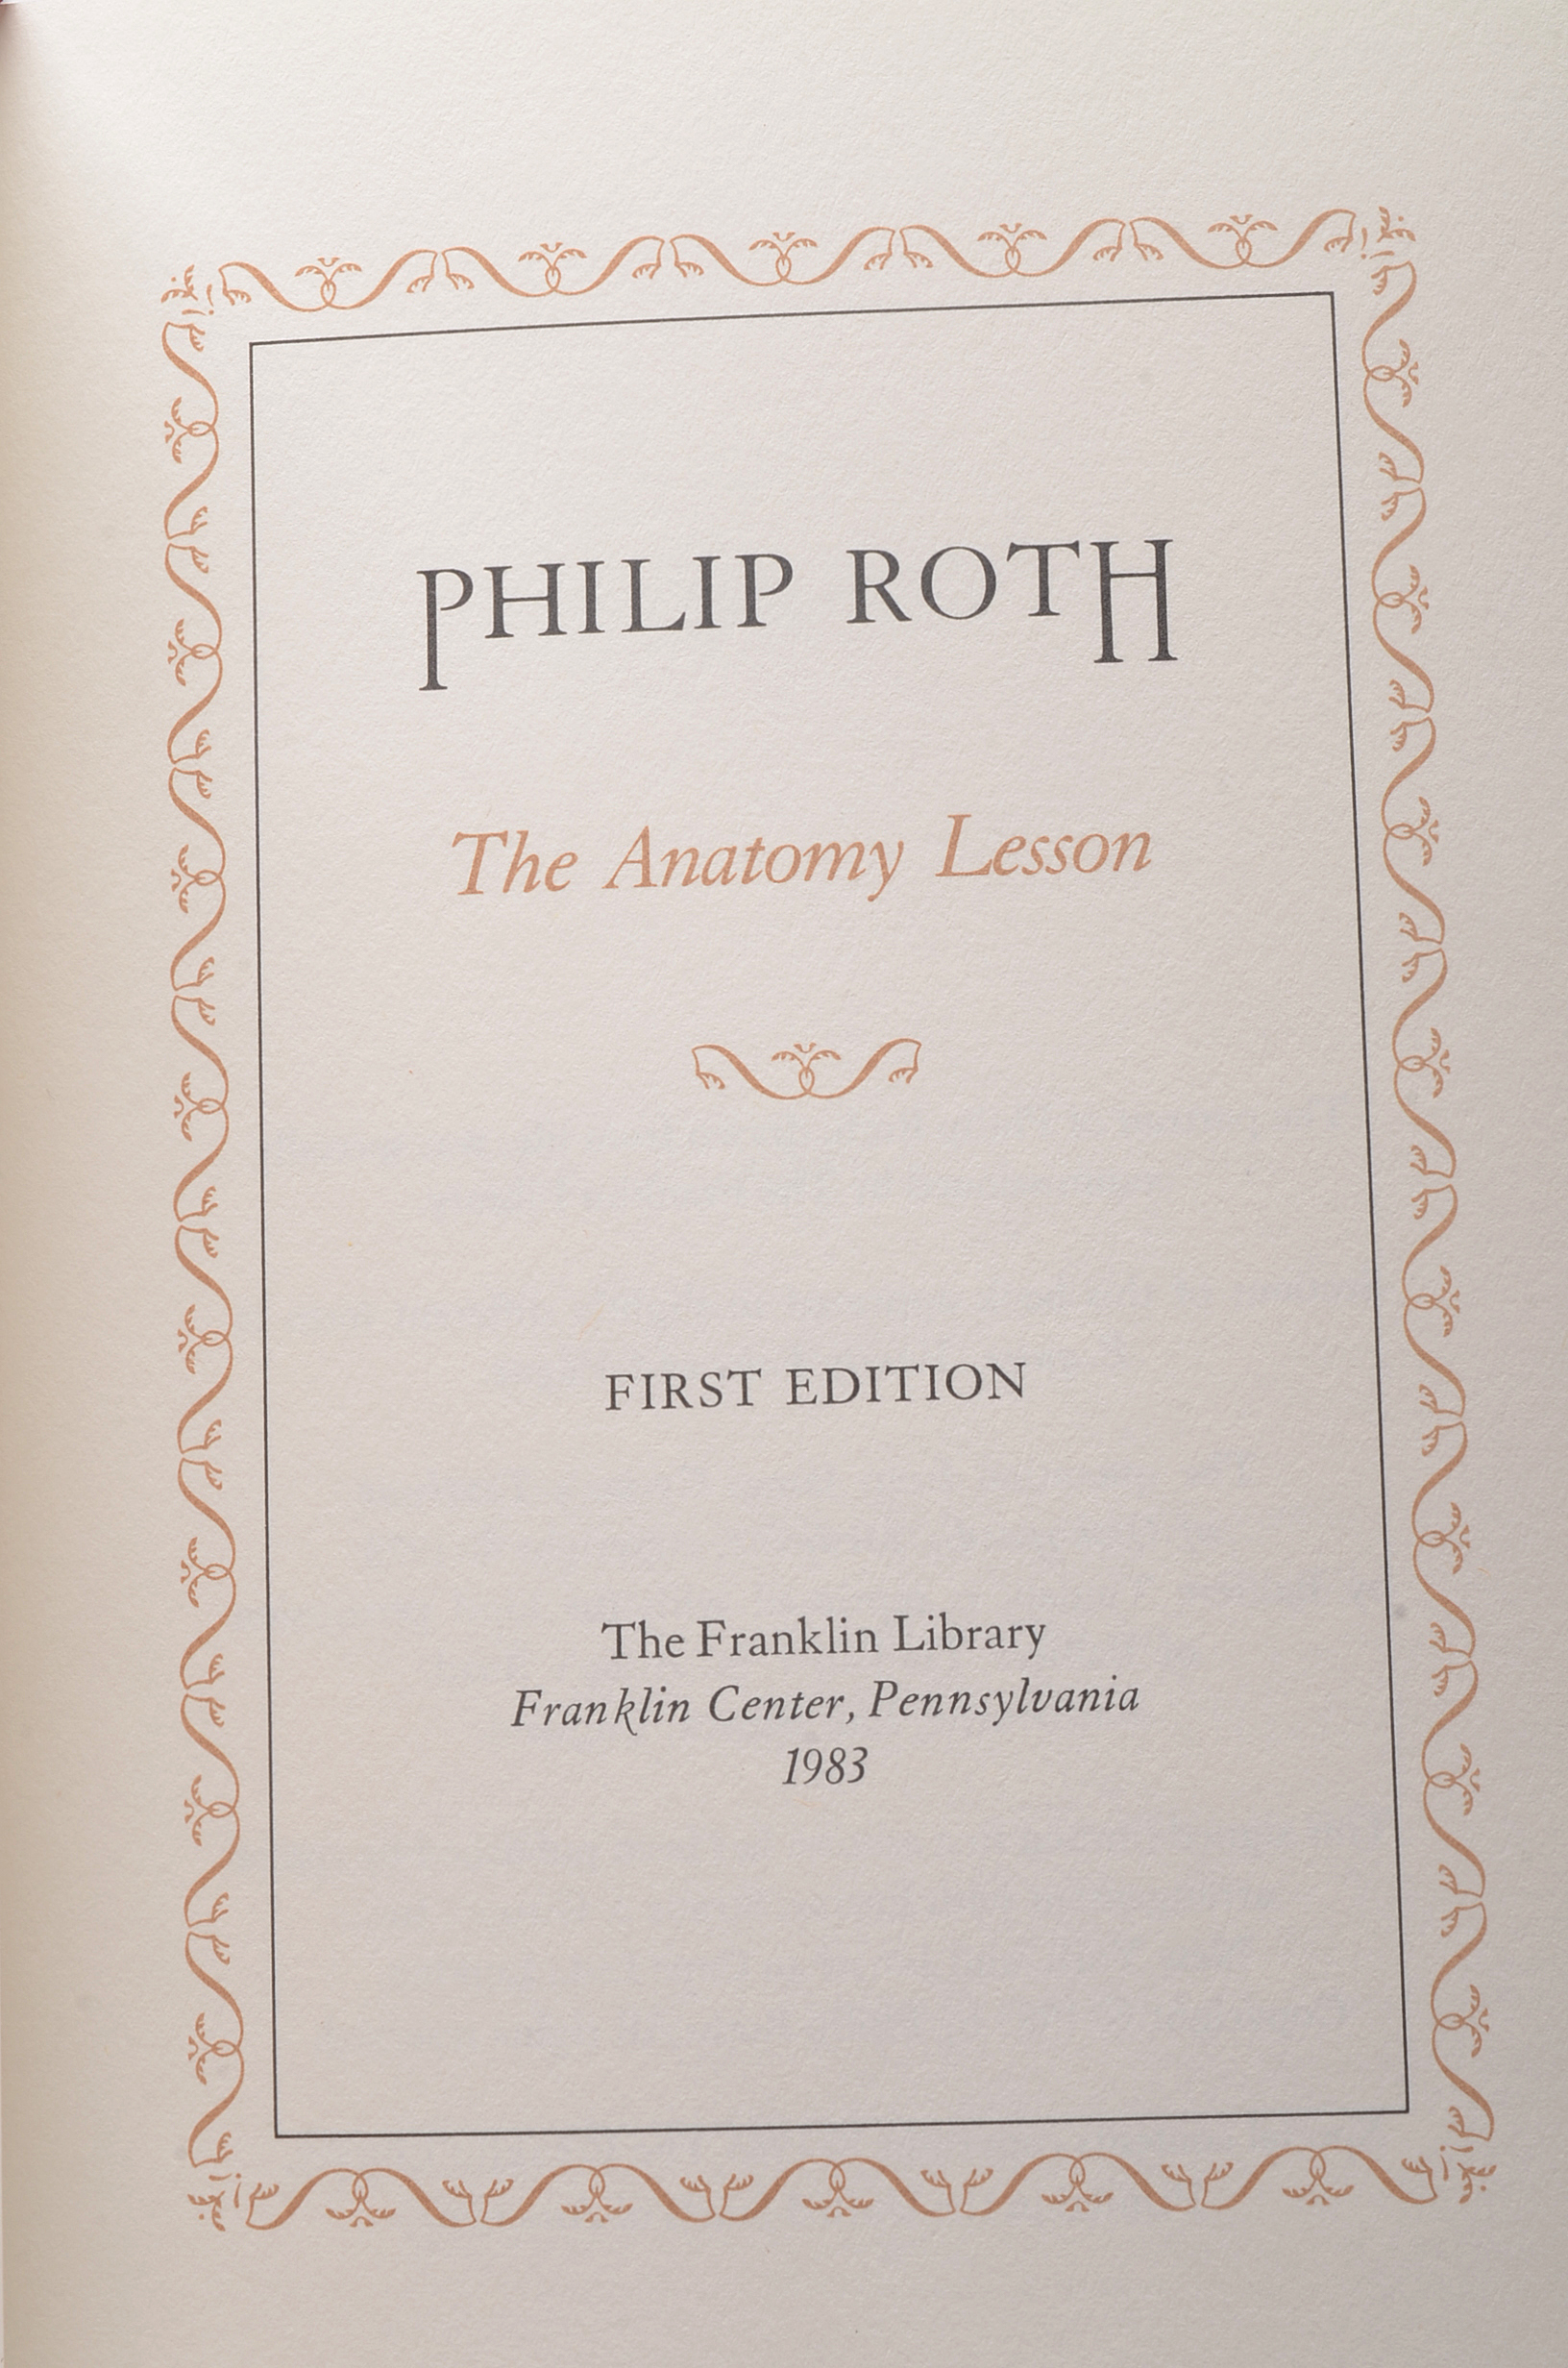 PHILIP ROTH
The Anatomy Lesson
FIRST EDITION
The Franklin Library
Franklin Center, Pennsylvania
1983